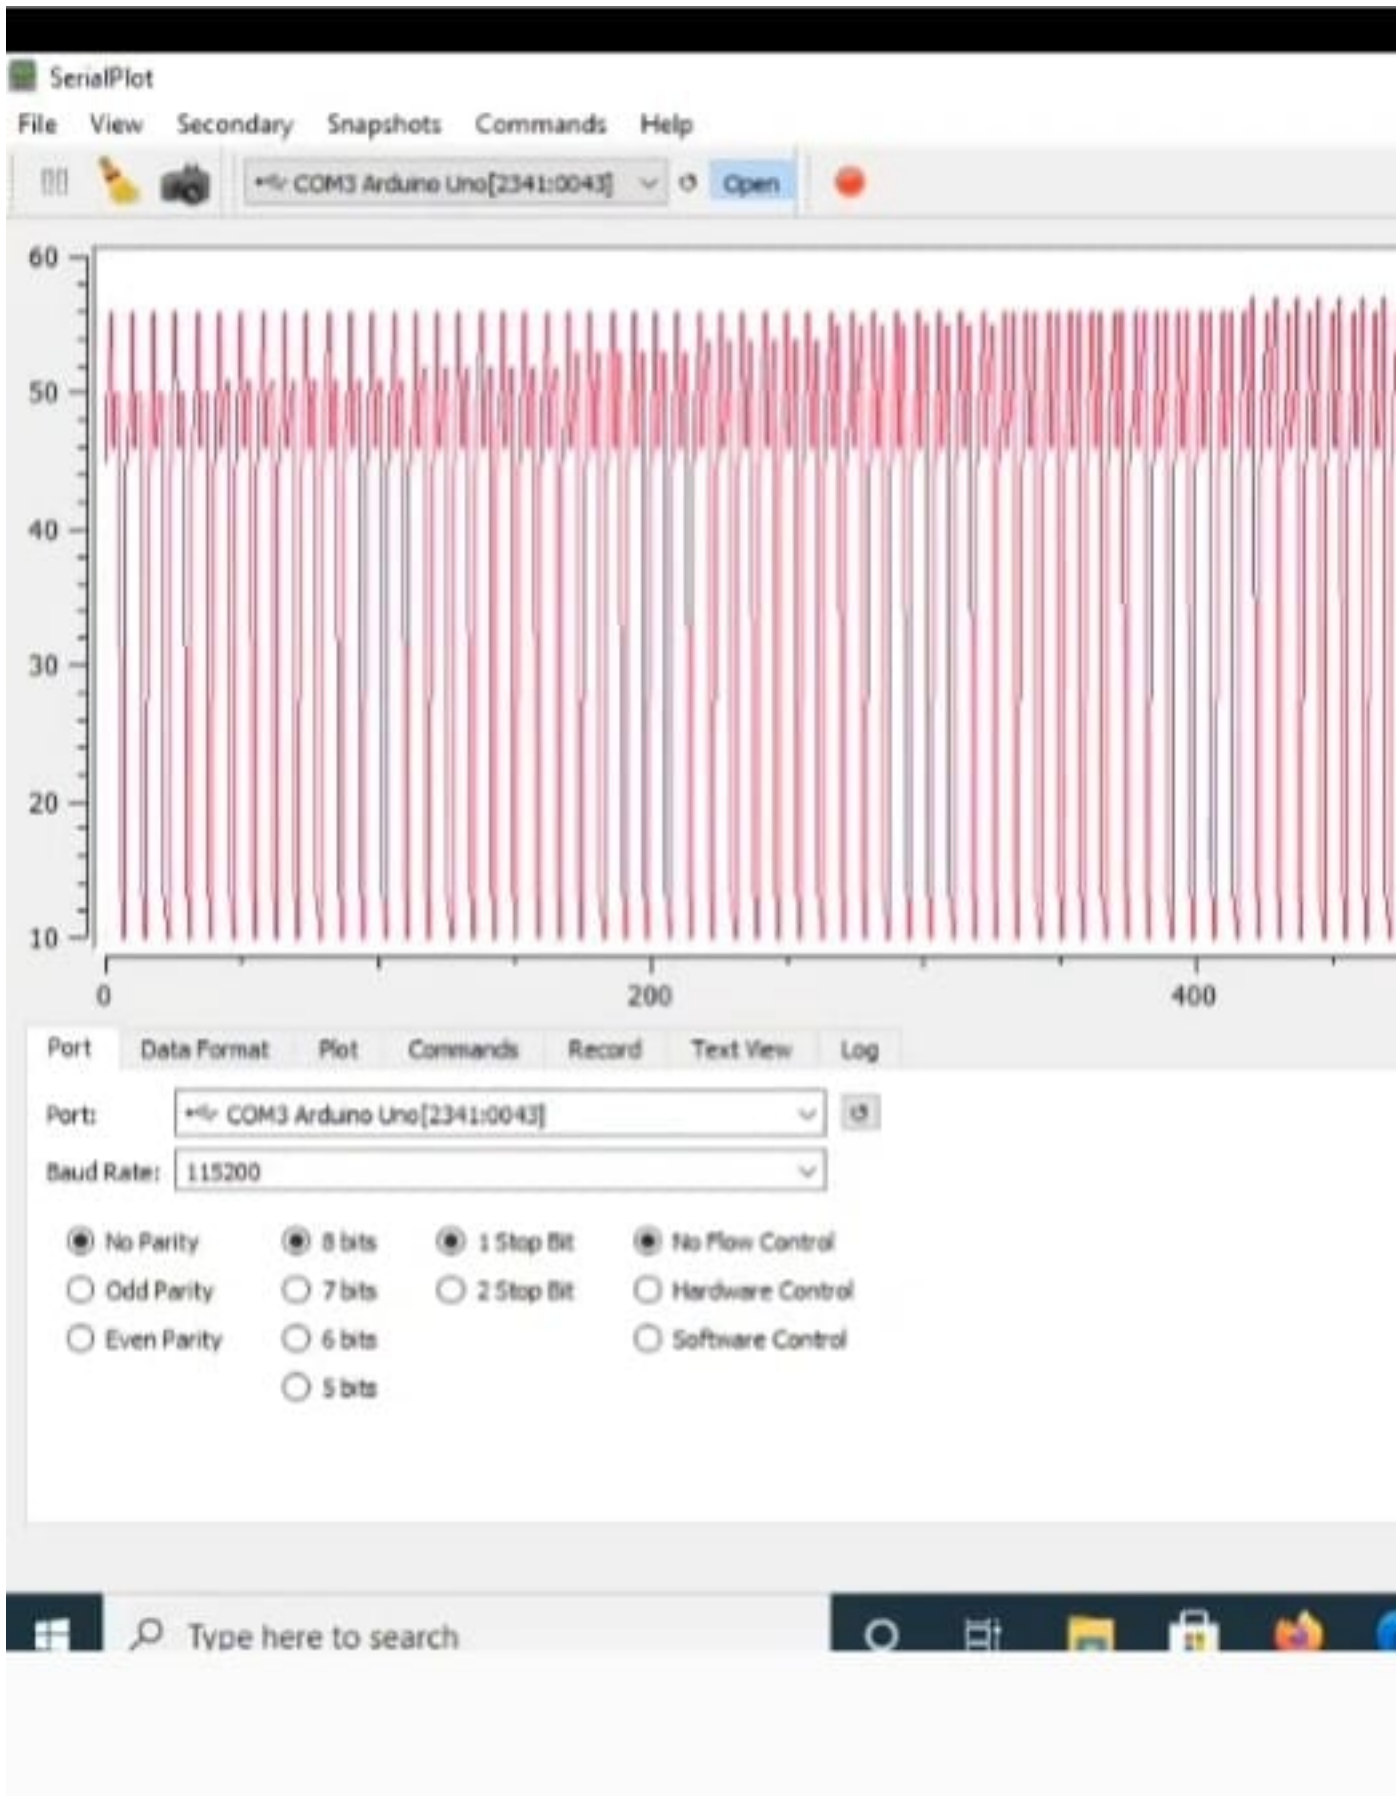 SerialPlot
File View Secondary Snapshots Commands Help
COM3 Arduino Uno[2341:0043] Open
60
50
40
30
20
10
0 200 400
Port Data Format Plot Commands Record Text View Log
Port: COM3 Arduino Uno[2341:0043]
Baud Rate: 115200
No Parity 8 bits 1 Stop Bit No Flow Control
Odd Parity 7 bits 2 Stop Bit Hardware Control
Even Parity 6 bits Software Control
5 bits
Type here to search